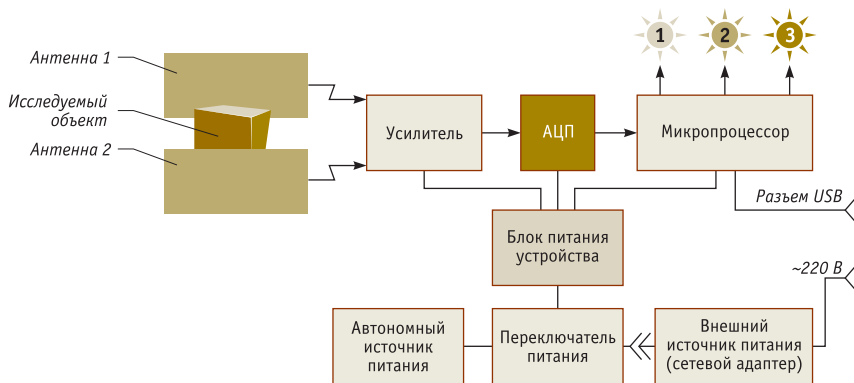 1 2 3
Антенна 1
Исследуемый
объект
Антенна 2
Усилитель
АЦП
Микропроцессор
Разъем USB
Блок питания
устройства
~220 В
Автономный
источник
питания
Переключатель
питания
Внешний
источник питания
(сетевой адаптер)